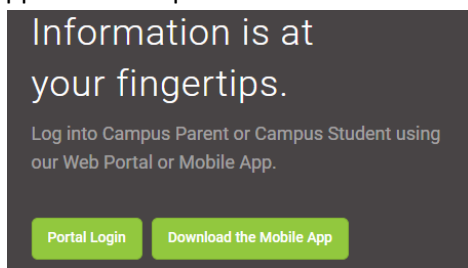 Information is at
your fingertips.
Log into Campus Parent or Campus Student using
our Web Portal or Mobile App.
Portal Login Download the Mobile App